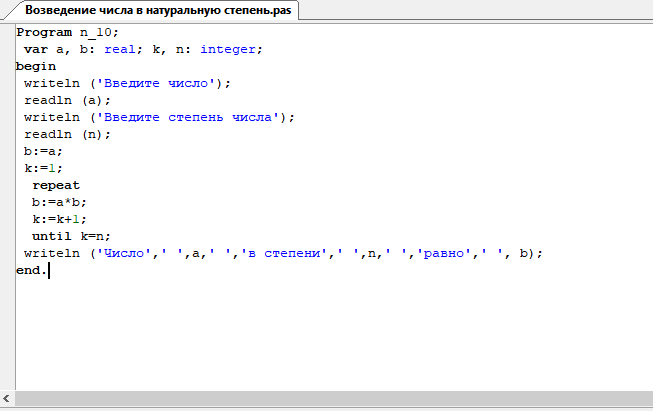 Возведение числа в натуральную степень.pas
Program n_10;
var a, b: real; k, n: integer;
begin
writeln ('Введите число');
readln (a);
writeln ('Введите степень числа');
readln (n);
b:=a;
k:=1;
repeat
b:=a*b;
k:=k+1;
until k=n;
writeln ('Число',' ',a,' ','в степени',' ',n,' ','равно',' ', b);
end.